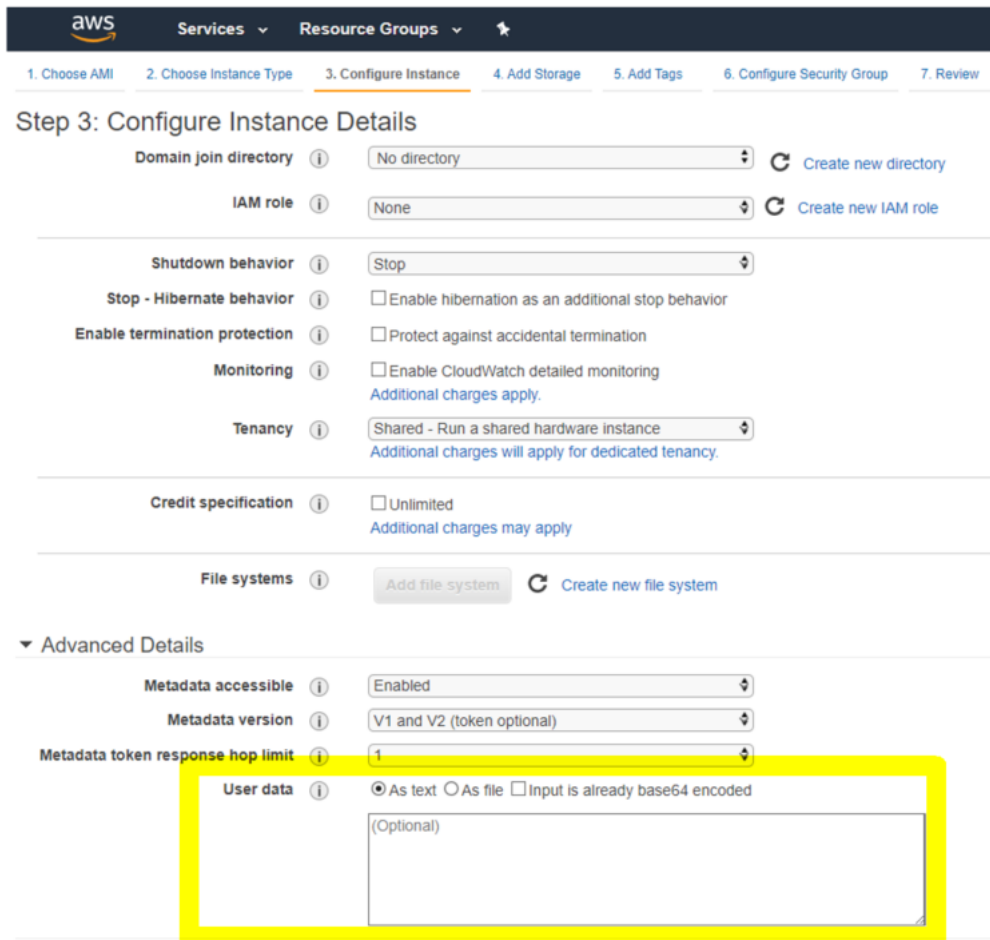 aws Services Resource Groups
1. Choose AMI 2. Choose Instance Type 3. Configure Instance 4. Add Storage 5. Add Tags 6. Configure Security Group 7. Review
Step 3: Configure Instance Details
Domain join directory i No directory Create new directory
IAM role i None Create new IAM role
Shutdown behavior i Stop
Stop - Hibernate behavior i Enable hibernation as an additional stop behavior
Enable termination protection i Protect against accidental termination
Monitoring i Enable CloudWatch detailed monitoring
Additional charges apply.
Tenancy i Shared - Run a shared hardware instance
Additional charges will apply for dedicated tenancy.
Credit specification i Unlimited
Additional charges may apply
File systems i Add file system Create new file system
Advanced Details
Metadata accessible i Enabled
Metadata version i V1 and V2 (token optional)
Metadata token response hop limit i 1
User data i As text As file Input is already base64 encoded
(Optional)